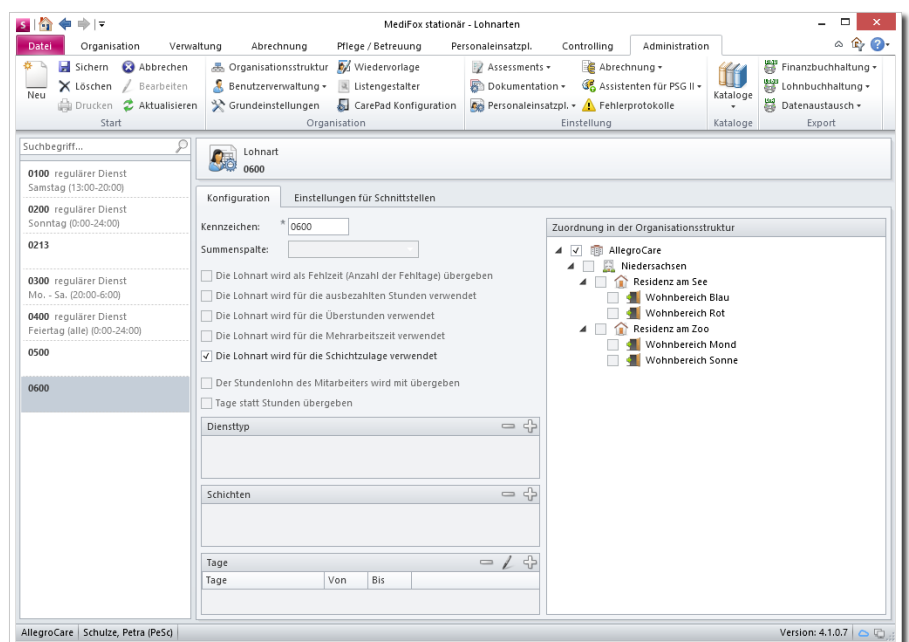 MediFox stationär - Lohnarten
Datei Organisation Verwaltung Abrechnung Pflege / Betreuung Personaleinsatzpl. Controlling Administration
Neu
Sichern Abbrechen
Löschen Bearbeiten
Drucken Aktualisieren
Start
Organisationsstruktur Wiedervorlage
Benutzerverwaltung Listengestalter
Grundeinstellungen CarePad Konfiguration
Organisation
Assessments Abrechnung
Dokumentation Assistenten für PSG II
Personaleinsatzpl. Fehlerprotokolle
Einstellung
Kataloge
Kataloge
Finanzbuchhaltung
Lohnbuchhaltung
Datenaustausch
Export
Suchbegriff...
0100 regulärer Dienst
Samstag (13:00-20:00)
0200 regulärer Dienst
Sonntag (0:00-24:00)
0213
0300 regulärer Dienst
Mo. - Sa. (20:00-6:00)
0400 regulärer Dienst
Feiertag (alle) (0:00-24:00)
0500
0600
Lohnart
0600
Konfiguration Einstellungen für Schnittstellen
Kennzeichen: * 0600
Summenspalte:
Die Lohnart wird als Fehlzeit (Anzahl der Fehltage) übergeben
Die Lohnart wird für die ausbezahlten Stunden verwendet
Die Lohnart wird für die Überstunden verwendet
Die Lohnart wird für die Mehrarbeitszeit verwendet
Die Lohnart wird für die Schichtzulage verwendet
Der Stundenlohn des Mitarbeiters wird mit übergeben
Tage statt Stunden übergeben
Diensttyp
Schichten
Tage
Tage Von Bis
Zuordnung in der Organisationsstruktur
AllegroCare
Niedersachsen
Residenz am See
Wohnbereich Blau
Wohnbereich Rot
Residenz am Zoo
Wohnbereich Mond
Wohnbereich Sonne
AllegroCare Schulze, Petra (PeSc) Version: 4.1.0.7